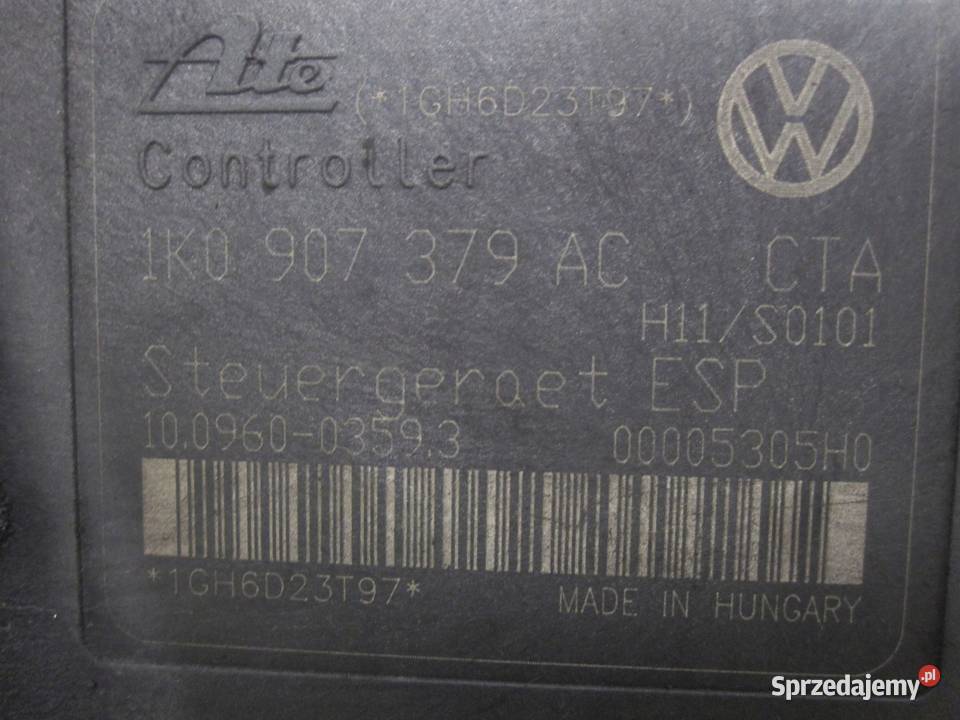 Ate (*1GH6D23T97*)
Controller
1K0 907 379 AC CTA
H11/S0101
Steuergeraet ESP
10.0960-0359.3 00005305H0
*1GH6D23T97* MADE IN HUNGARY
Sprzedajemy.pl